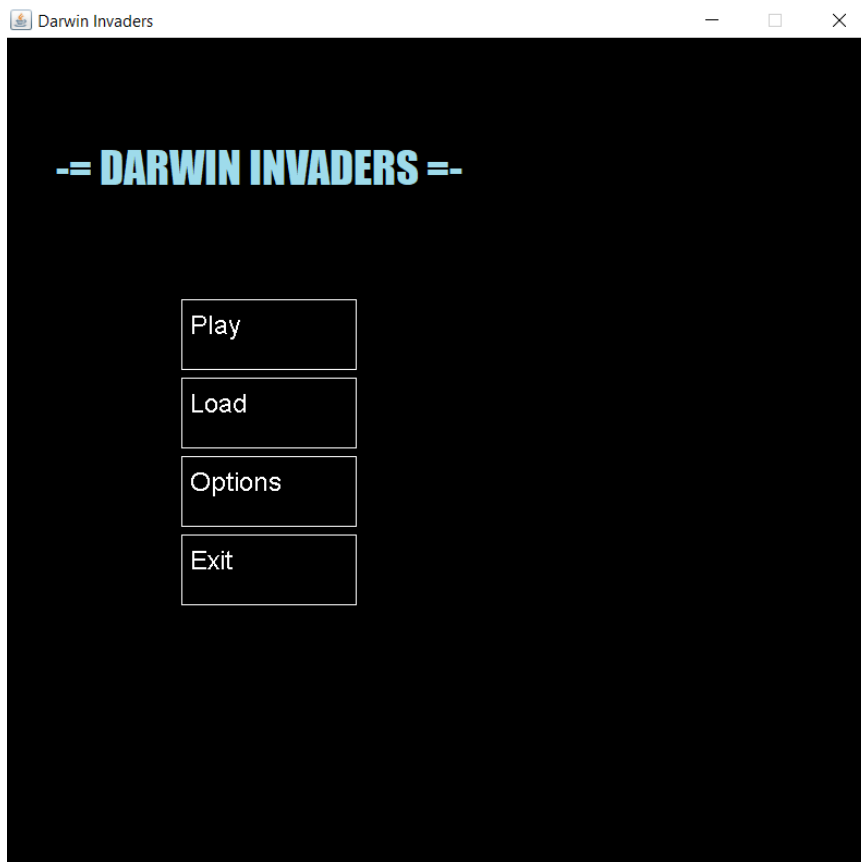 Darwin Invaders
-= DARWIN INVADERS =-
Play
Load
Options
Exit